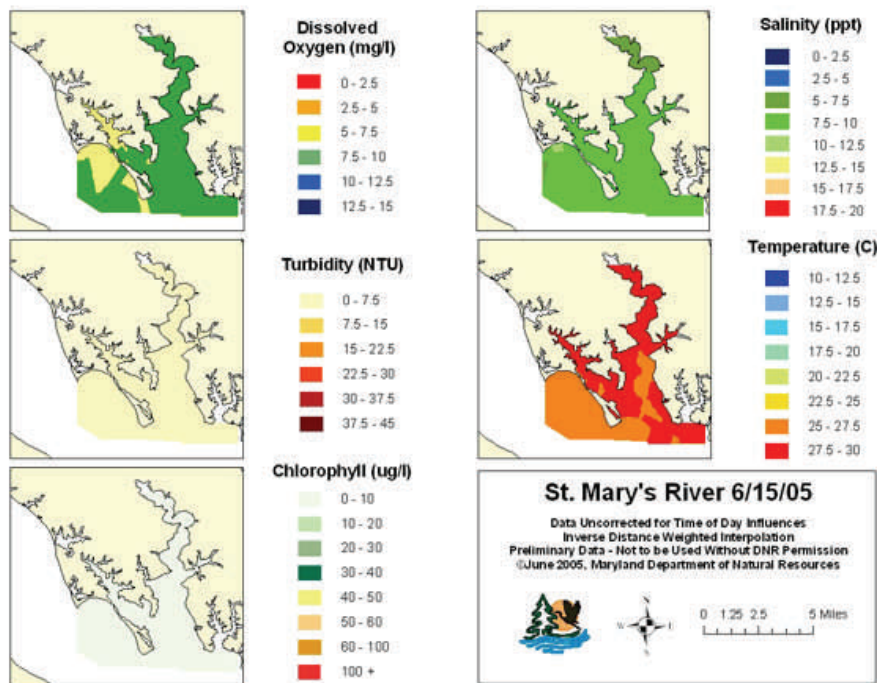 Dissolved
Oxygen (mg/l)
0 - 2.5
2.5 - 5
5 - 7.5
7.5 - 10
10 - 12.5
12.5 - 15
Salinity (ppt)
0 - 2.5
2.5 - 5
5 - 7.5
7.5 - 10
10 - 12.5
12.5 - 15
15 - 17.5
17.5 - 20
Turbidity (NTU)
0 - 7.5
7.5 - 15
15 - 22.5
22.5 - 30
30 - 37.5
37.5 - 45
Temperature (C)
10 - 12.5
12.5 - 15
15 - 17.5
17.5 - 20
20 - 22.5
22.5 - 25
25 - 27.5
27.5 - 30
Chlorophyll (ug/l)
0 - 10
10 - 20
20 - 30
30 - 40
40 - 50
50 - 60
60 - 100
100 +
St. Mary's River 6/15/05
Data Uncorrected for Time of Day Influences
Inverse Distance Weighted Interpolation
Preliminary Data - Not to be Used Without DNR Permission
©June 2005, Maryland Department of Natural Resources
N
W E
S
0 1.25 2.5 5 Miles